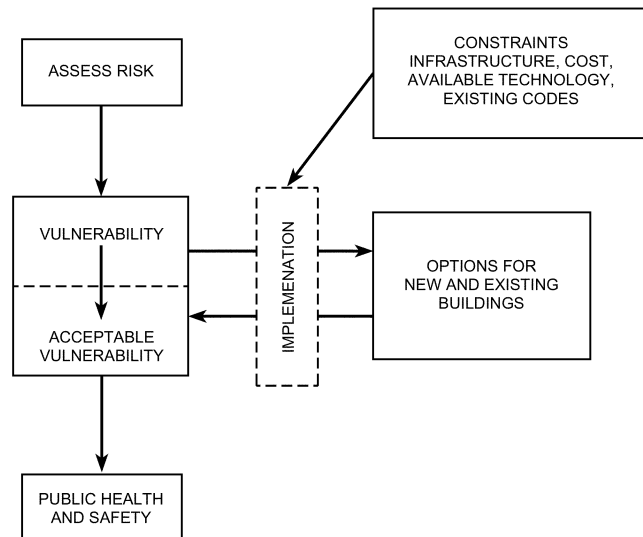 ASSESS RISK
CONSTRAINTS
INFRASTRUCTURE, COST,
AVAILABLE TECHNOLOGY,
EXISTING CODES
VULNERABILITY
ACCEPTABLE
VULNERABILITY
IMPLEMENATION
OPTIONS FOR
NEW AND EXISTING
BUILDINGS
PUBLIC HEALTH
AND SAFETY